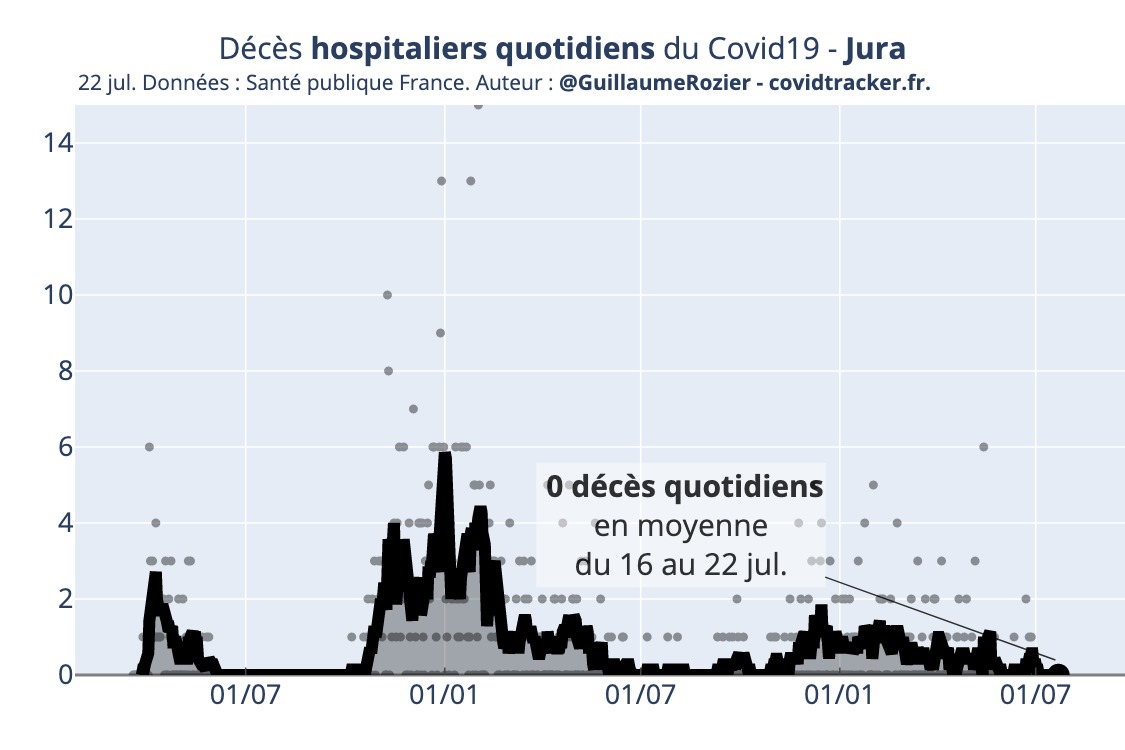 Décès hospitaliers quotidiens du Covid19 - Jura
22 jul. Données : Santé publique France. Auteur : @GuillaumeRozier - covidtracker.fr.
14
12
10
8
6
0 décès quotidiens
en moyenne
du 16 au 22 jul.
4
2
0
01/07
01/01
01/07
01/01
01/07